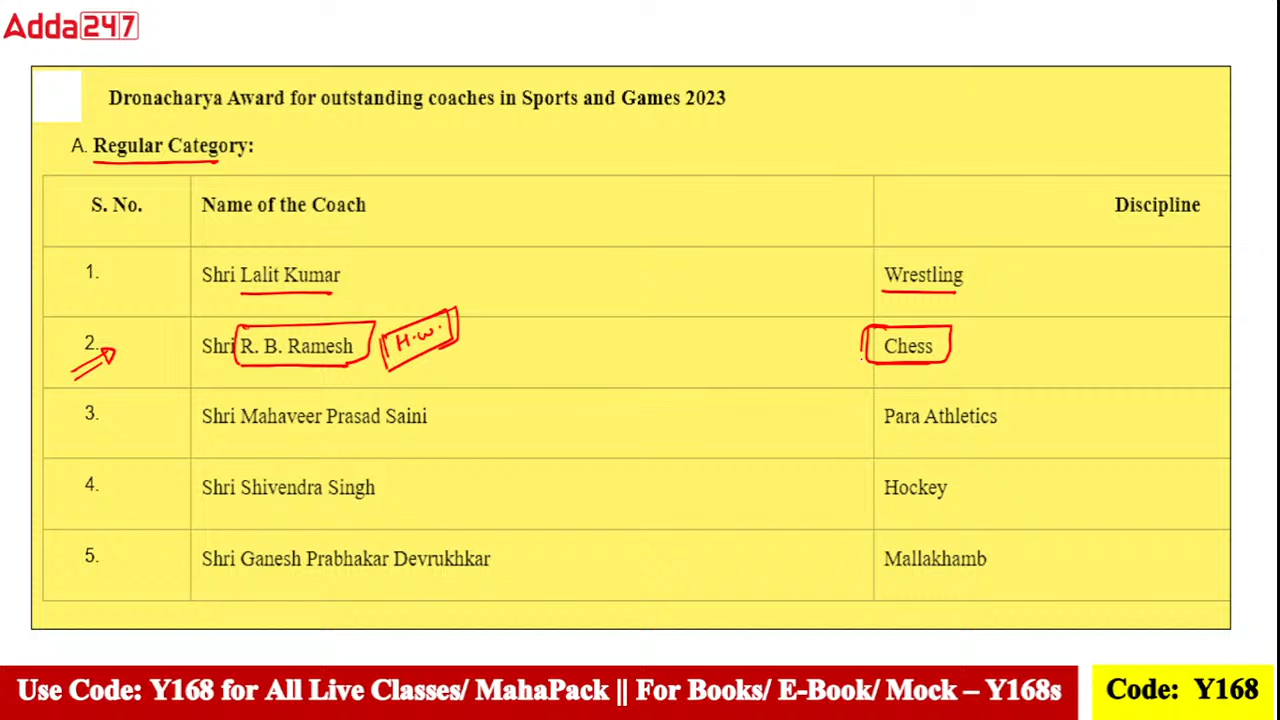 Adda247
Dronacharya Award for outstanding coaches in Sports and Games 2023
A. Regular Category:
S. No. Name of the Coach Discipline
1. Shri Lalit Kumar Wrestling
2. Shri R. B. Ramesh H.W. Chess
3. Shri Mahaveer Prasad Saini Para Athletics
4. Shri Shivendra Singh Hockey
5. Shri Ganesh Prabhakar Devrukhkar Mallakhamb
Use Code: Y168 for All Live Classes/ MahaPack || For Books/ E-Book/ Mock – Y168s Code: Y168